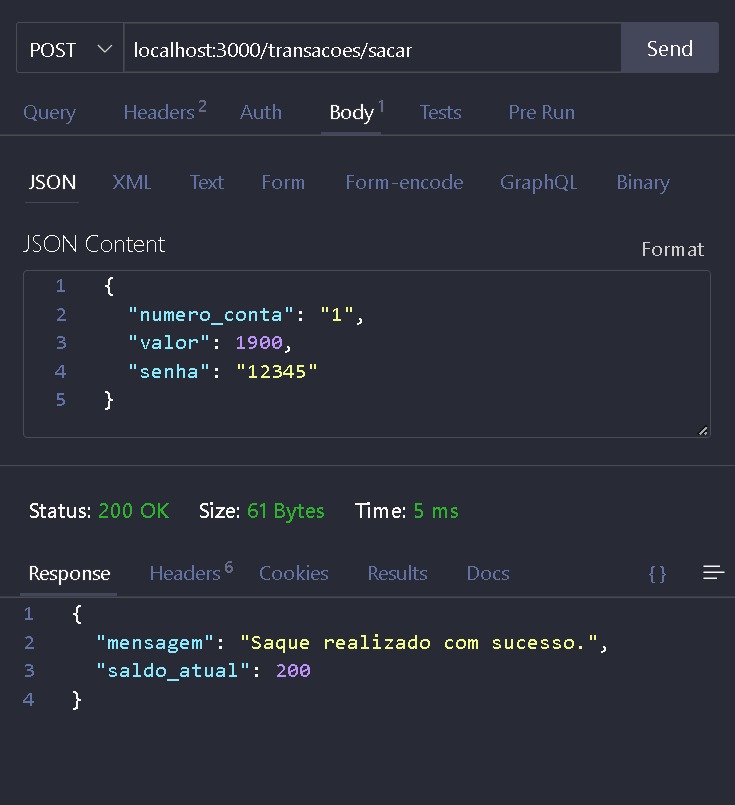 POST localhost:3000/transacoes/sacar Send
Query Headers 2 Auth Body 1 Tests Pre Run
JSON XML Text Form Form-encode GraphQL Binary
JSON Content Format
1 {
2 "numero_conta": "1",
3 "valor": 1900,
4 "senha": "12345"
5 }
Status: 200 OK Size: 61 Bytes Time: 5 ms
Response Headers 6 Cookies Results Docs {}
1 {
2 "mensagem": "Saque realizado com sucesso.",
3 "saldo_atual": 200
4 }